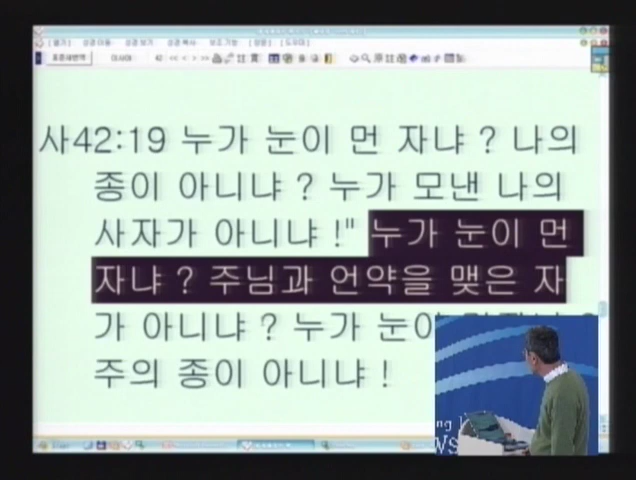 사42:19 누가 눈이 먼 자냐 ? 나의
종이 아니냐 ? 누가 모낸 나의
사자가 아니냐 !" 누가 눈이 먼
자냐 ? 주님과 언약을 맺은 자
가 아니냐 ? 누가 눈이
주의 종이 아니냐 !